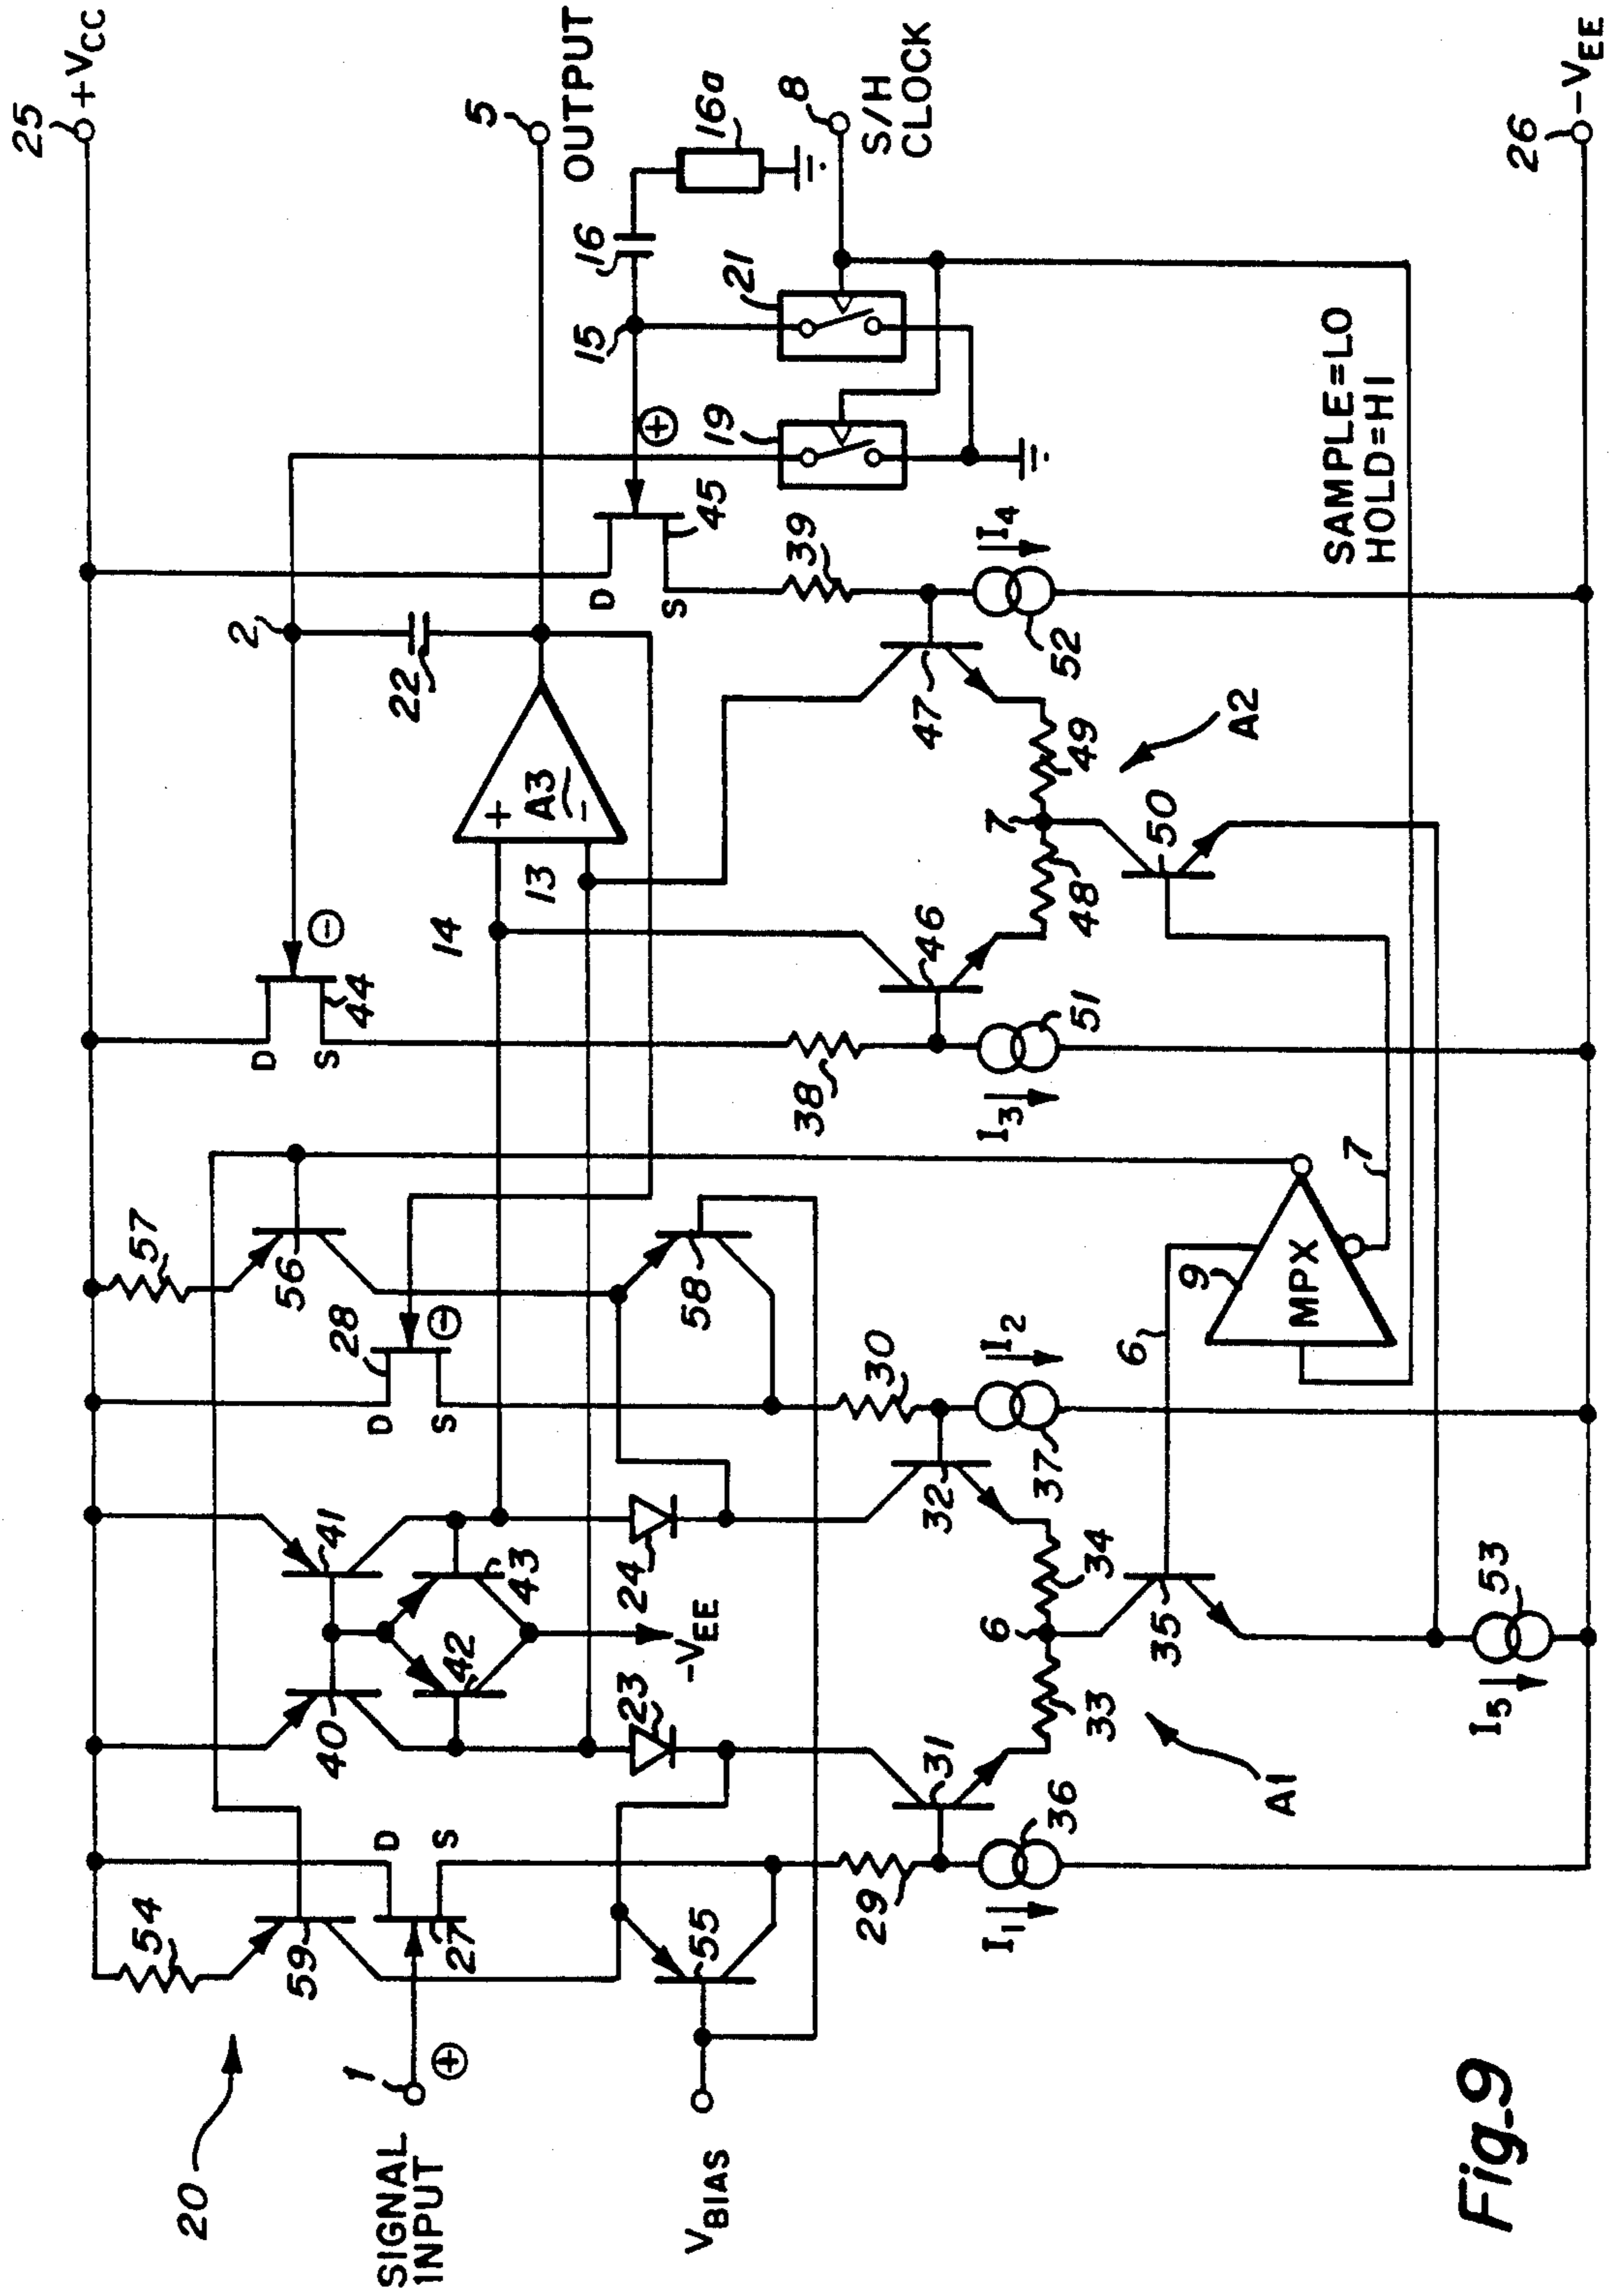 25
+VCC
5
OUTPUT
16a
8
S/H
CLOCK
26
-VEE
16
15
21
19
+
45
D
S
39
I4
52
SAMPLE=LO
HOLD=HI
2
22
A3
+
-
13
14
47
49
A2
7
48
50
46
-
44
D
S
38
I3
51
57
56
28
-
D
S
58
30
I2
37
9
MPX
7
6
41
43
24
32
34
40
42
-VEE
23
6
35
53
I5
33
31
A1
36
54
59
D
S
27
55
29
I1
20
1
+
SIGNAL
INPUT
VBIAS
Fig_9